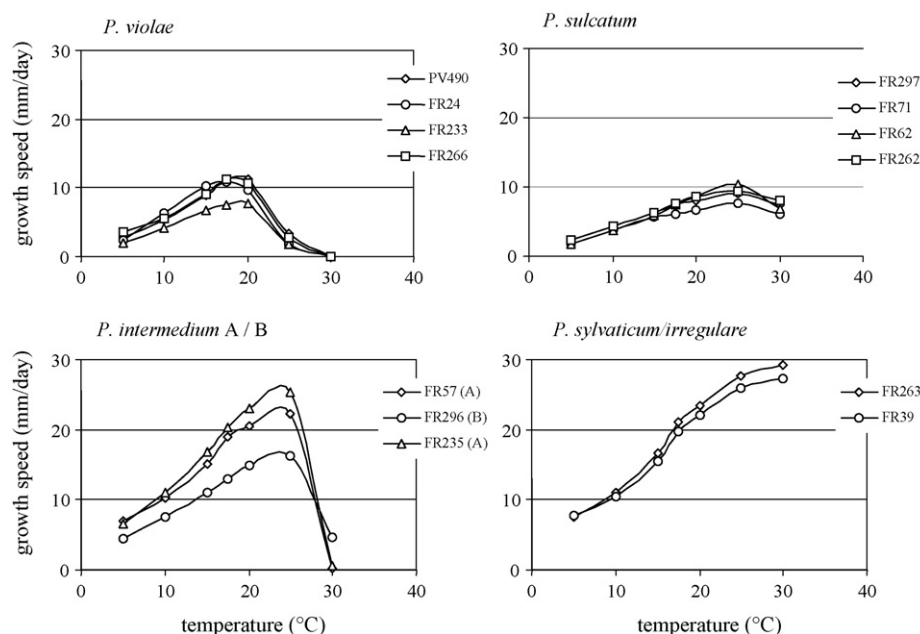 P. violae
growth speed (mm/day)
30
20
10
0
0 10 20 30 40
PV490
FR24
FR233
FR266
P. sulcatum
30
20
10
0
0 10 20 30 40
FR297
FR71
FR62
FR262
P. intermedium A / B
growth speed (mm/day)
30
20
10
0
0 10 20 30 40
temperature (°C)
FR57 (A)
FR296 (B)
FR235 (A)
P. sylvaticum/irregulare
30
20
10
0
0 10 20 30 40
temperature (°C)
FR263
FR39